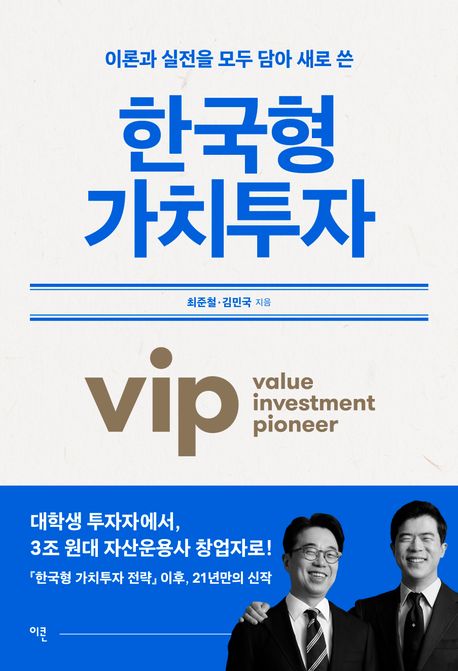 이론과 실전을 모두 담아 새로 쓴
한국형
가치투자
최준철·김민국 지음
vip
value
investment
pioneer
대학생 투자자에서,
3조 원대 자산운용사 창업자로!
「한국형 가치투자 전략」 이후, 21년만의 신작
이콘